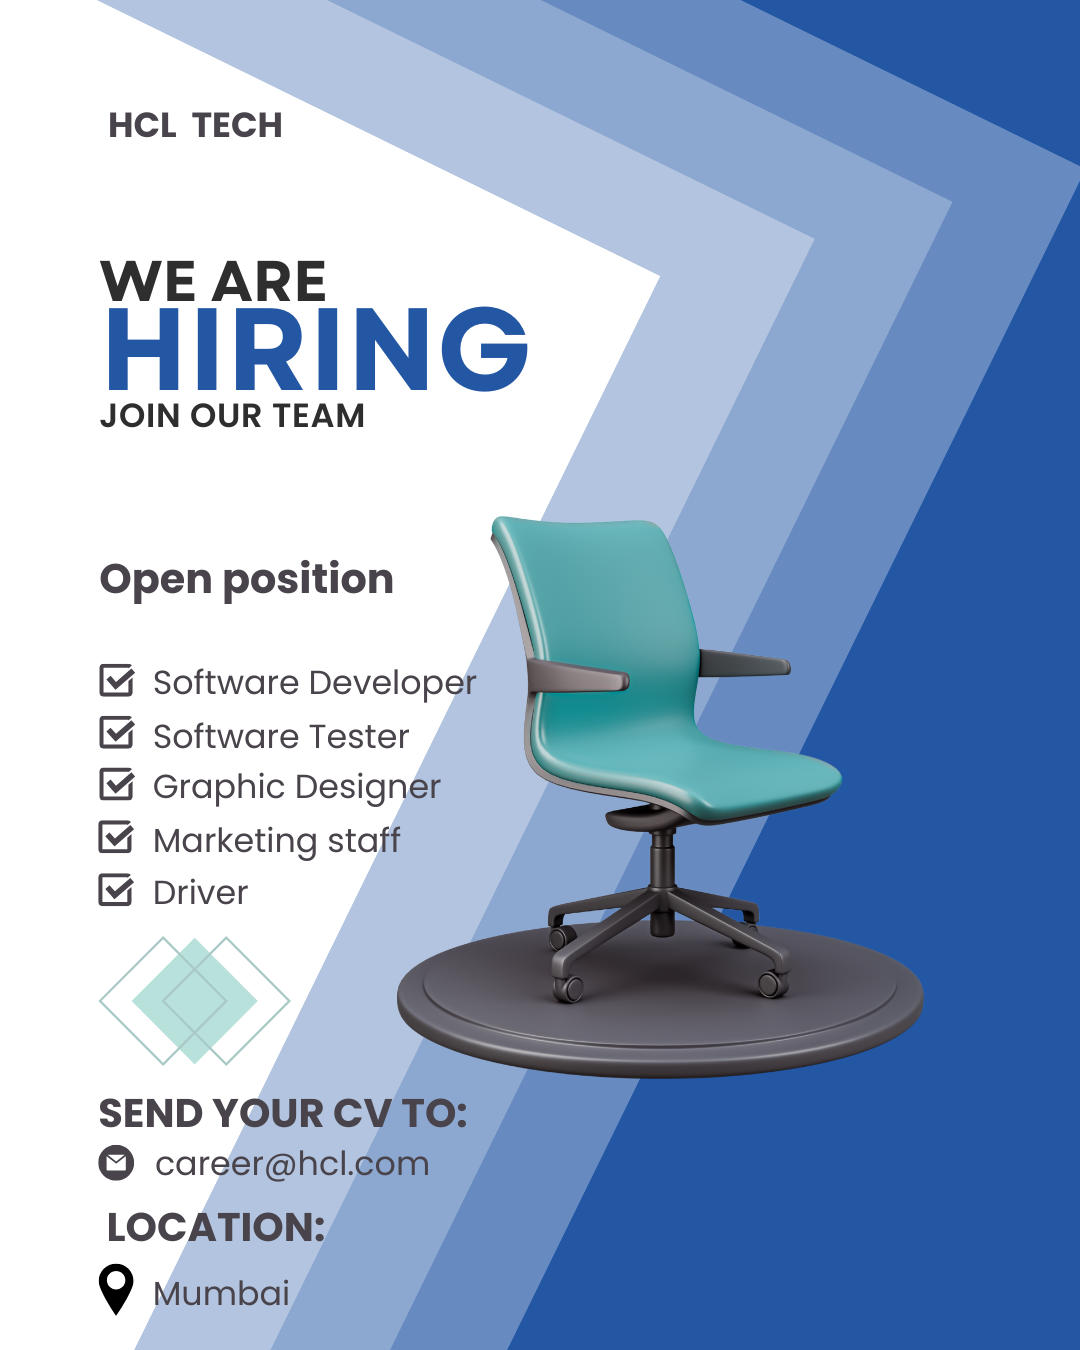 HCL TECH
WE ARE
HIRING
JOIN OUR TEAM
Open position
Software Developer
Software Tester
Graphic Designer
Marketing staff
Driver
SEND YOUR CV TO:
career@hcl.com
LOCATION:
Mumbai